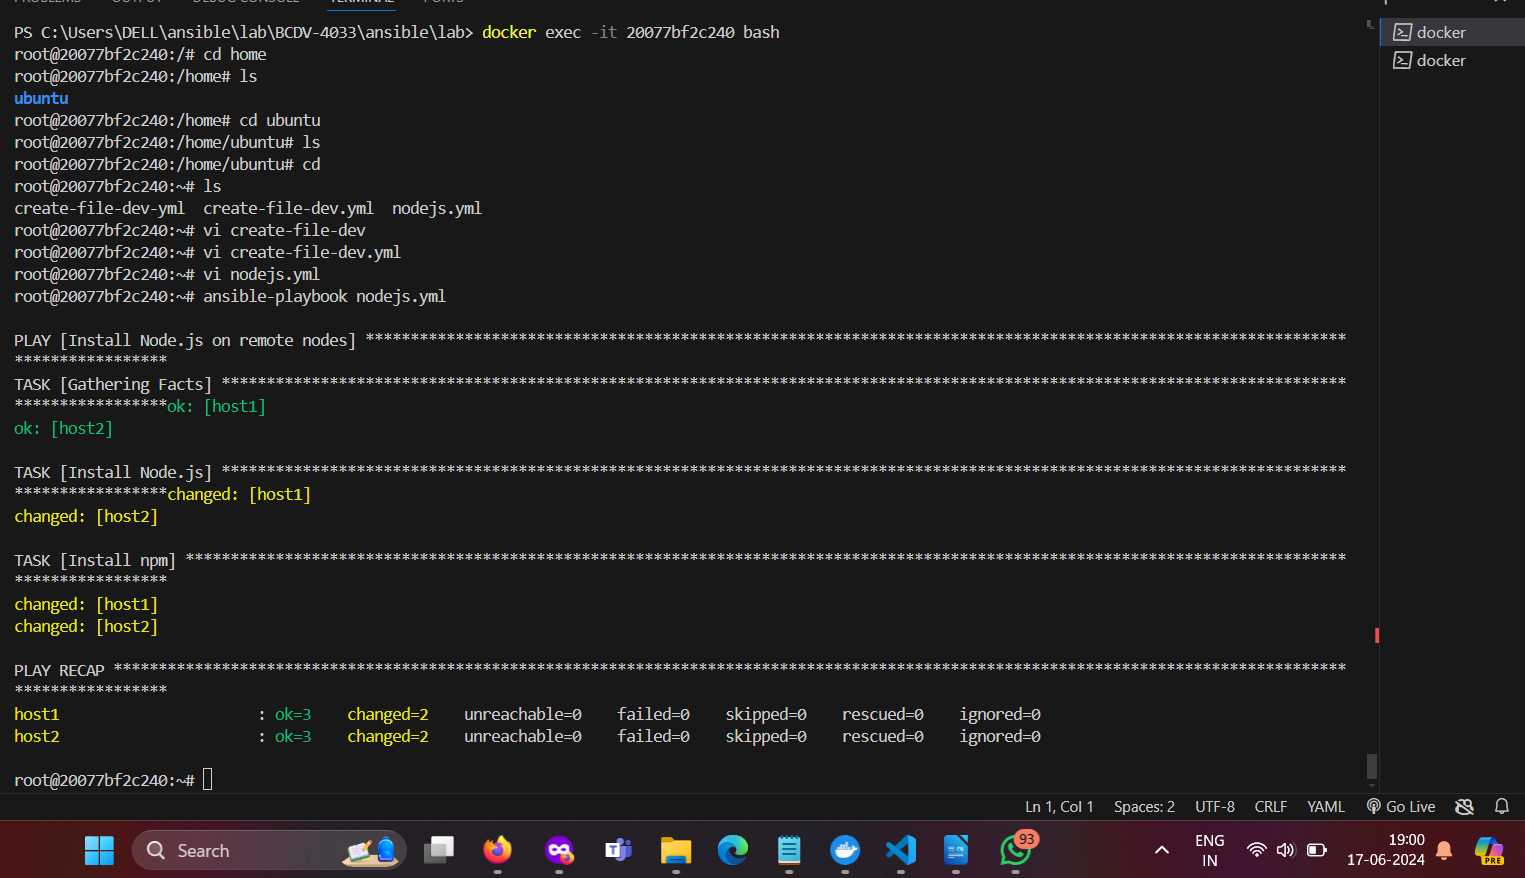 PROBLEMS OUTPUT DEBUG CONSOLE TERMINAL PORTS
PS C:\Users\DELL\ansible\lab\BCDV-4033\ansible\lab> docker exec -it 20077bf2c240 bash
root@20077bf2c240:/# cd home
root@20077bf2c240:/home# ls
ubuntu
root@20077bf2c240:/home# cd ubuntu
root@20077bf2c240:/home/ubuntu# ls
root@20077bf2c240:/home/ubuntu# cd
root@20077bf2c240:~# ls
create-file-dev-yml  create-file-dev.yml  nodejs.yml
root@20077bf2c240:~# vi create-file-dev
root@20077bf2c240:~# vi create-file-dev.yml
root@20077bf2c240:~# vi nodejs.yml
root@20077bf2c240:~# ansible-playbook nodejs.yml
PLAY [Install Node.js on remote nodes] *************************************************************************************************************
*****************
TASK [Gathering Facts] *****************************************************************************************************************************
*****************ok: [host1]
ok: [host2]
TASK [Install Node.js] *****************************************************************************************************************************
*****************changed: [host1]
changed: [host2]
TASK [Install npm] *********************************************************************************************************************************
*****************
changed: [host1]
changed: [host2]
PLAY RECAP *****************************************************************************************************************************************
*****************
host1                      : ok=3    changed=2    unreachable=0    failed=0    skipped=0    rescued=0    ignored=0
host2                      : ok=3    changed=2    unreachable=0    failed=0    skipped=0    rescued=0    ignored=0
root@20077bf2c240:~#
docker
docker
Ln 1, Col 1 Spaces: 2 UTF-8 CRLF YAML Go Live
Search
93
ENG
IN
19:00
17-06-2024
PRE